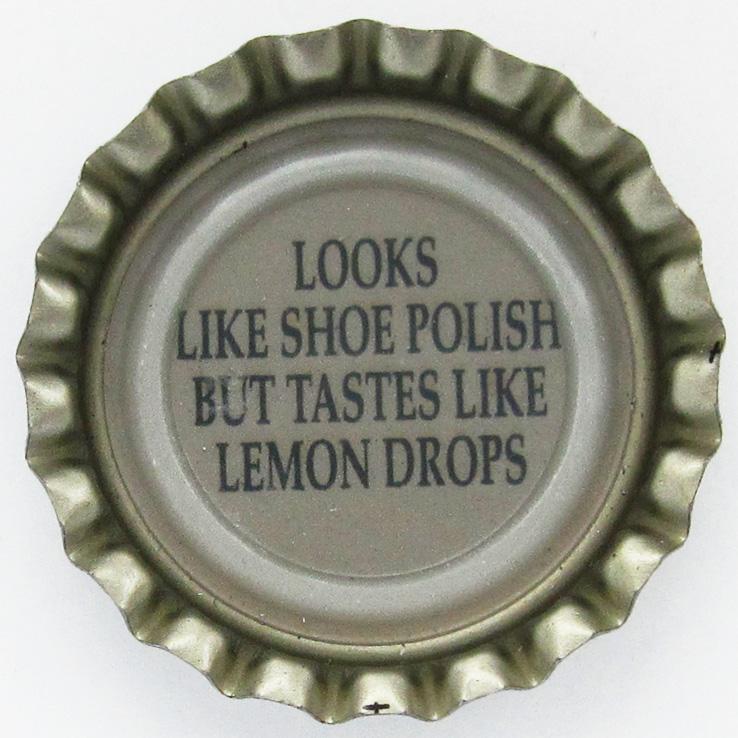 LOOKS
LIKE SHOE POLISH
BUT TASTES LIKE
LEMON DROPS